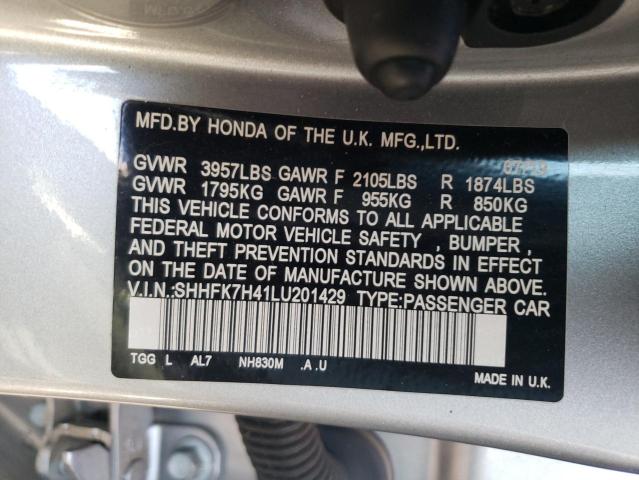 MFD.BY HONDA OF THE U.K. MFG.,LTD.
07/19
GVWR 3957LBS GAWR F 2105LBS R 1874LBS
GVWR 1795KG GAWR F 955KG R 850KG
THIS VEHICLE CONFORMS TO ALL APPLICABLE
FEDERAL MOTOR VEHICLE SAFETY , BUMPER ,
AND THEFT PREVENTION STANDARDS IN EFFECT
ON THE DATE OF MANUFACTURE SHOWN ABOVE.
V.I.N.:SHHFK7H41LU201429 TYPE:PASSENGER CAR
TGG L AL7 NH830M .A .U
MADE IN U.K.